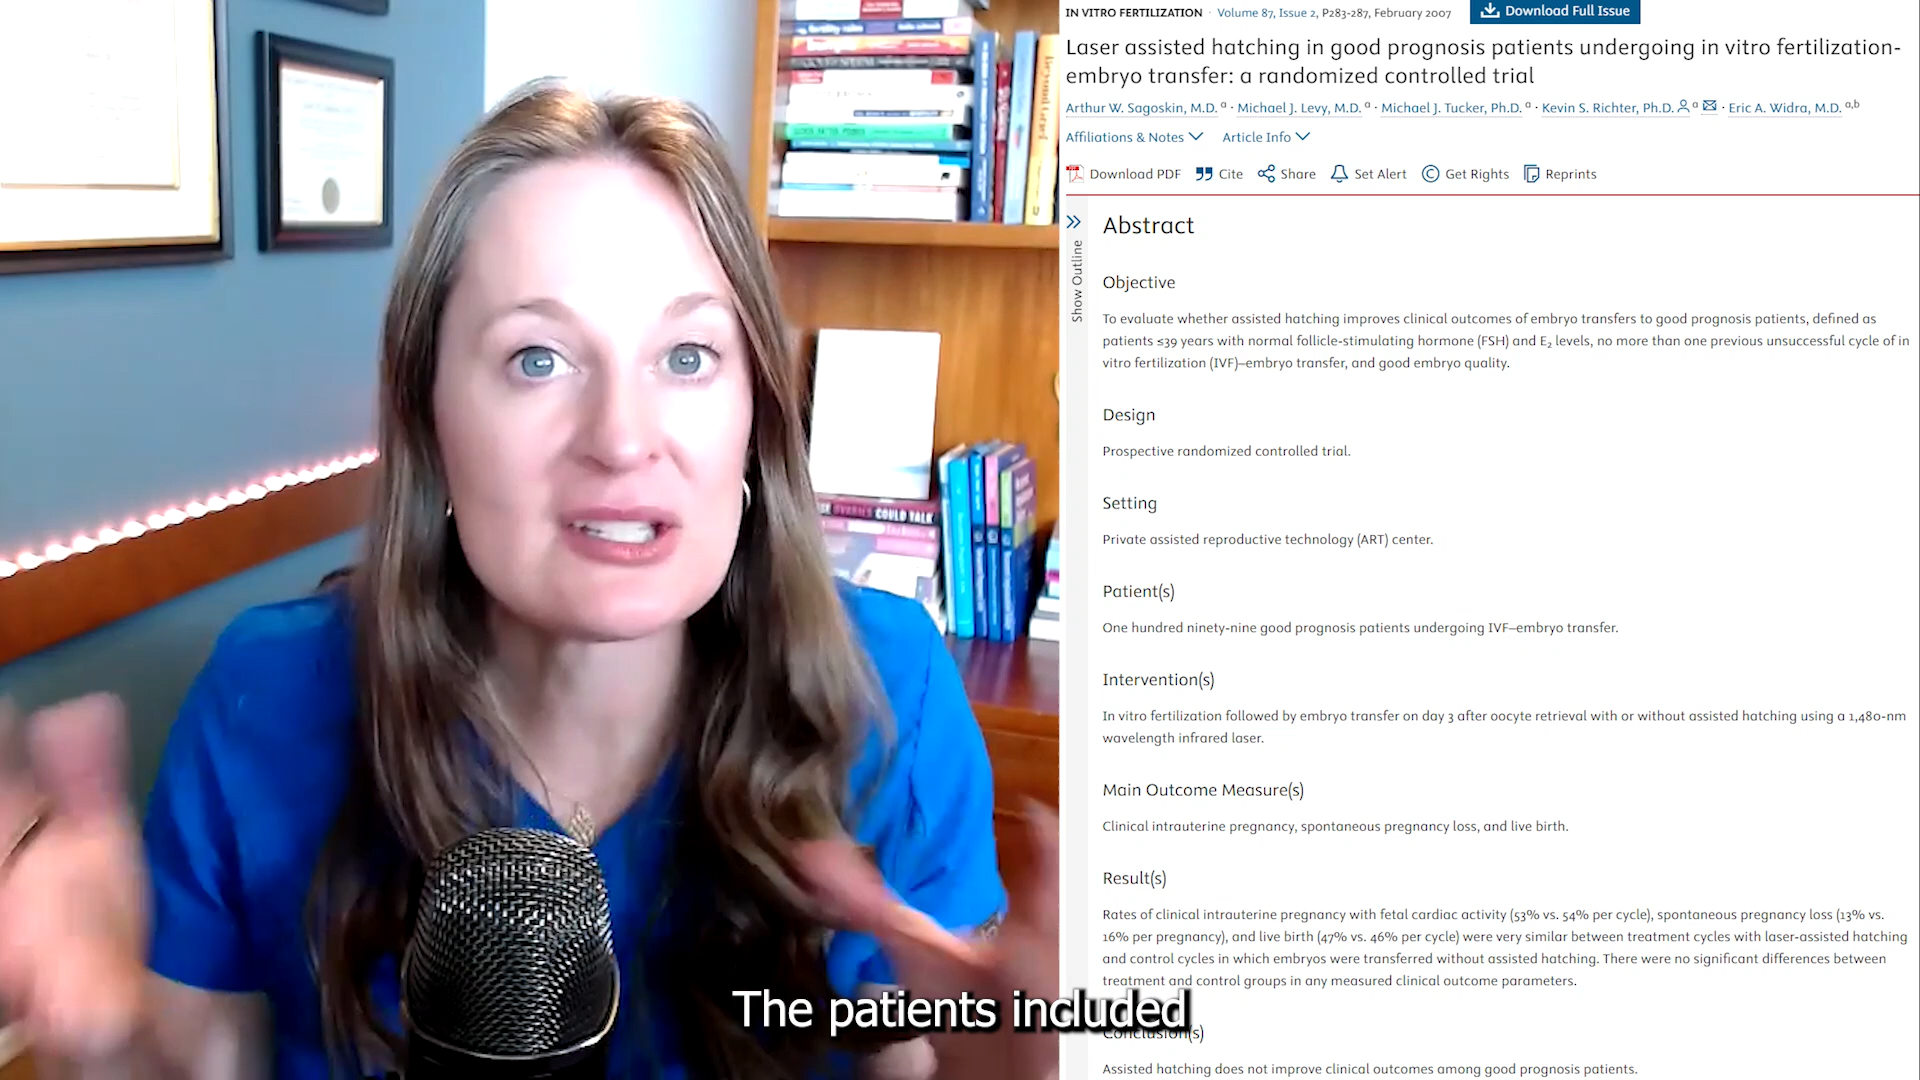 IN VITRO FERTILIZATION · Volume 87, Issue 2, P283-287, February 2007
Download Full Issue
Laser assisted hatching in good prognosis patients undergoing in vitro fertilization-
embryo transfer: a randomized controlled trial
Arthur W. Sagoskin, M.D. a · Michael J. Levy, M.D. a · Michael J. Tucker, Ph.D. a · Kevin S. Richter, Ph.D. a · Eric A. Widra, M.D. a,b
Affiliations & Notes Article Info
Download PDF Cite Share Set Alert Get Rights Reprints
Show Outline
Abstract
Objective
To evaluate whether assisted hatching improves clinical outcomes of embryo transfers to good prognosis patients, defined as
patients ≤39 years with normal follicle-stimulating hormone (FSH) and E₂ levels, no more than one previous unsuccessful cycle of in
vitro fertilization (IVF)–embryo transfer, and good embryo quality.
Design
Prospective randomized controlled trial.
Setting
Private assisted reproductive technology (ART) center.
Patient(s)
One hundred ninety-nine good prognosis patients undergoing IVF–embryo transfer.
Intervention(s)
In vitro fertilization followed by embryo transfer on day 3 after oocyte retrieval with or without assisted hatching using a 1,480-nm
wavelength infrared laser.
Main Outcome Measure(s)
Clinical intrauterine pregnancy, spontaneous pregnancy loss, and live birth.
Result(s)
Rates of clinical intrauterine pregnancy with fetal cardiac activity (53% vs. 54% per cycle), spontaneous pregnancy loss (13% vs.
16% per pregnancy), and live birth (47% vs. 46% per cycle) were very similar between treatment cycles with laser-assisted hatching
and control cycles in which embryos were transferred without assisted hatching. There were no significant differences between
treatment and control groups in any measured clinical outcome parameters.
Conclusion(s)
Assisted hatching does not improve clinical outcomes among good prognosis patients.
COULD TALK
The patients included